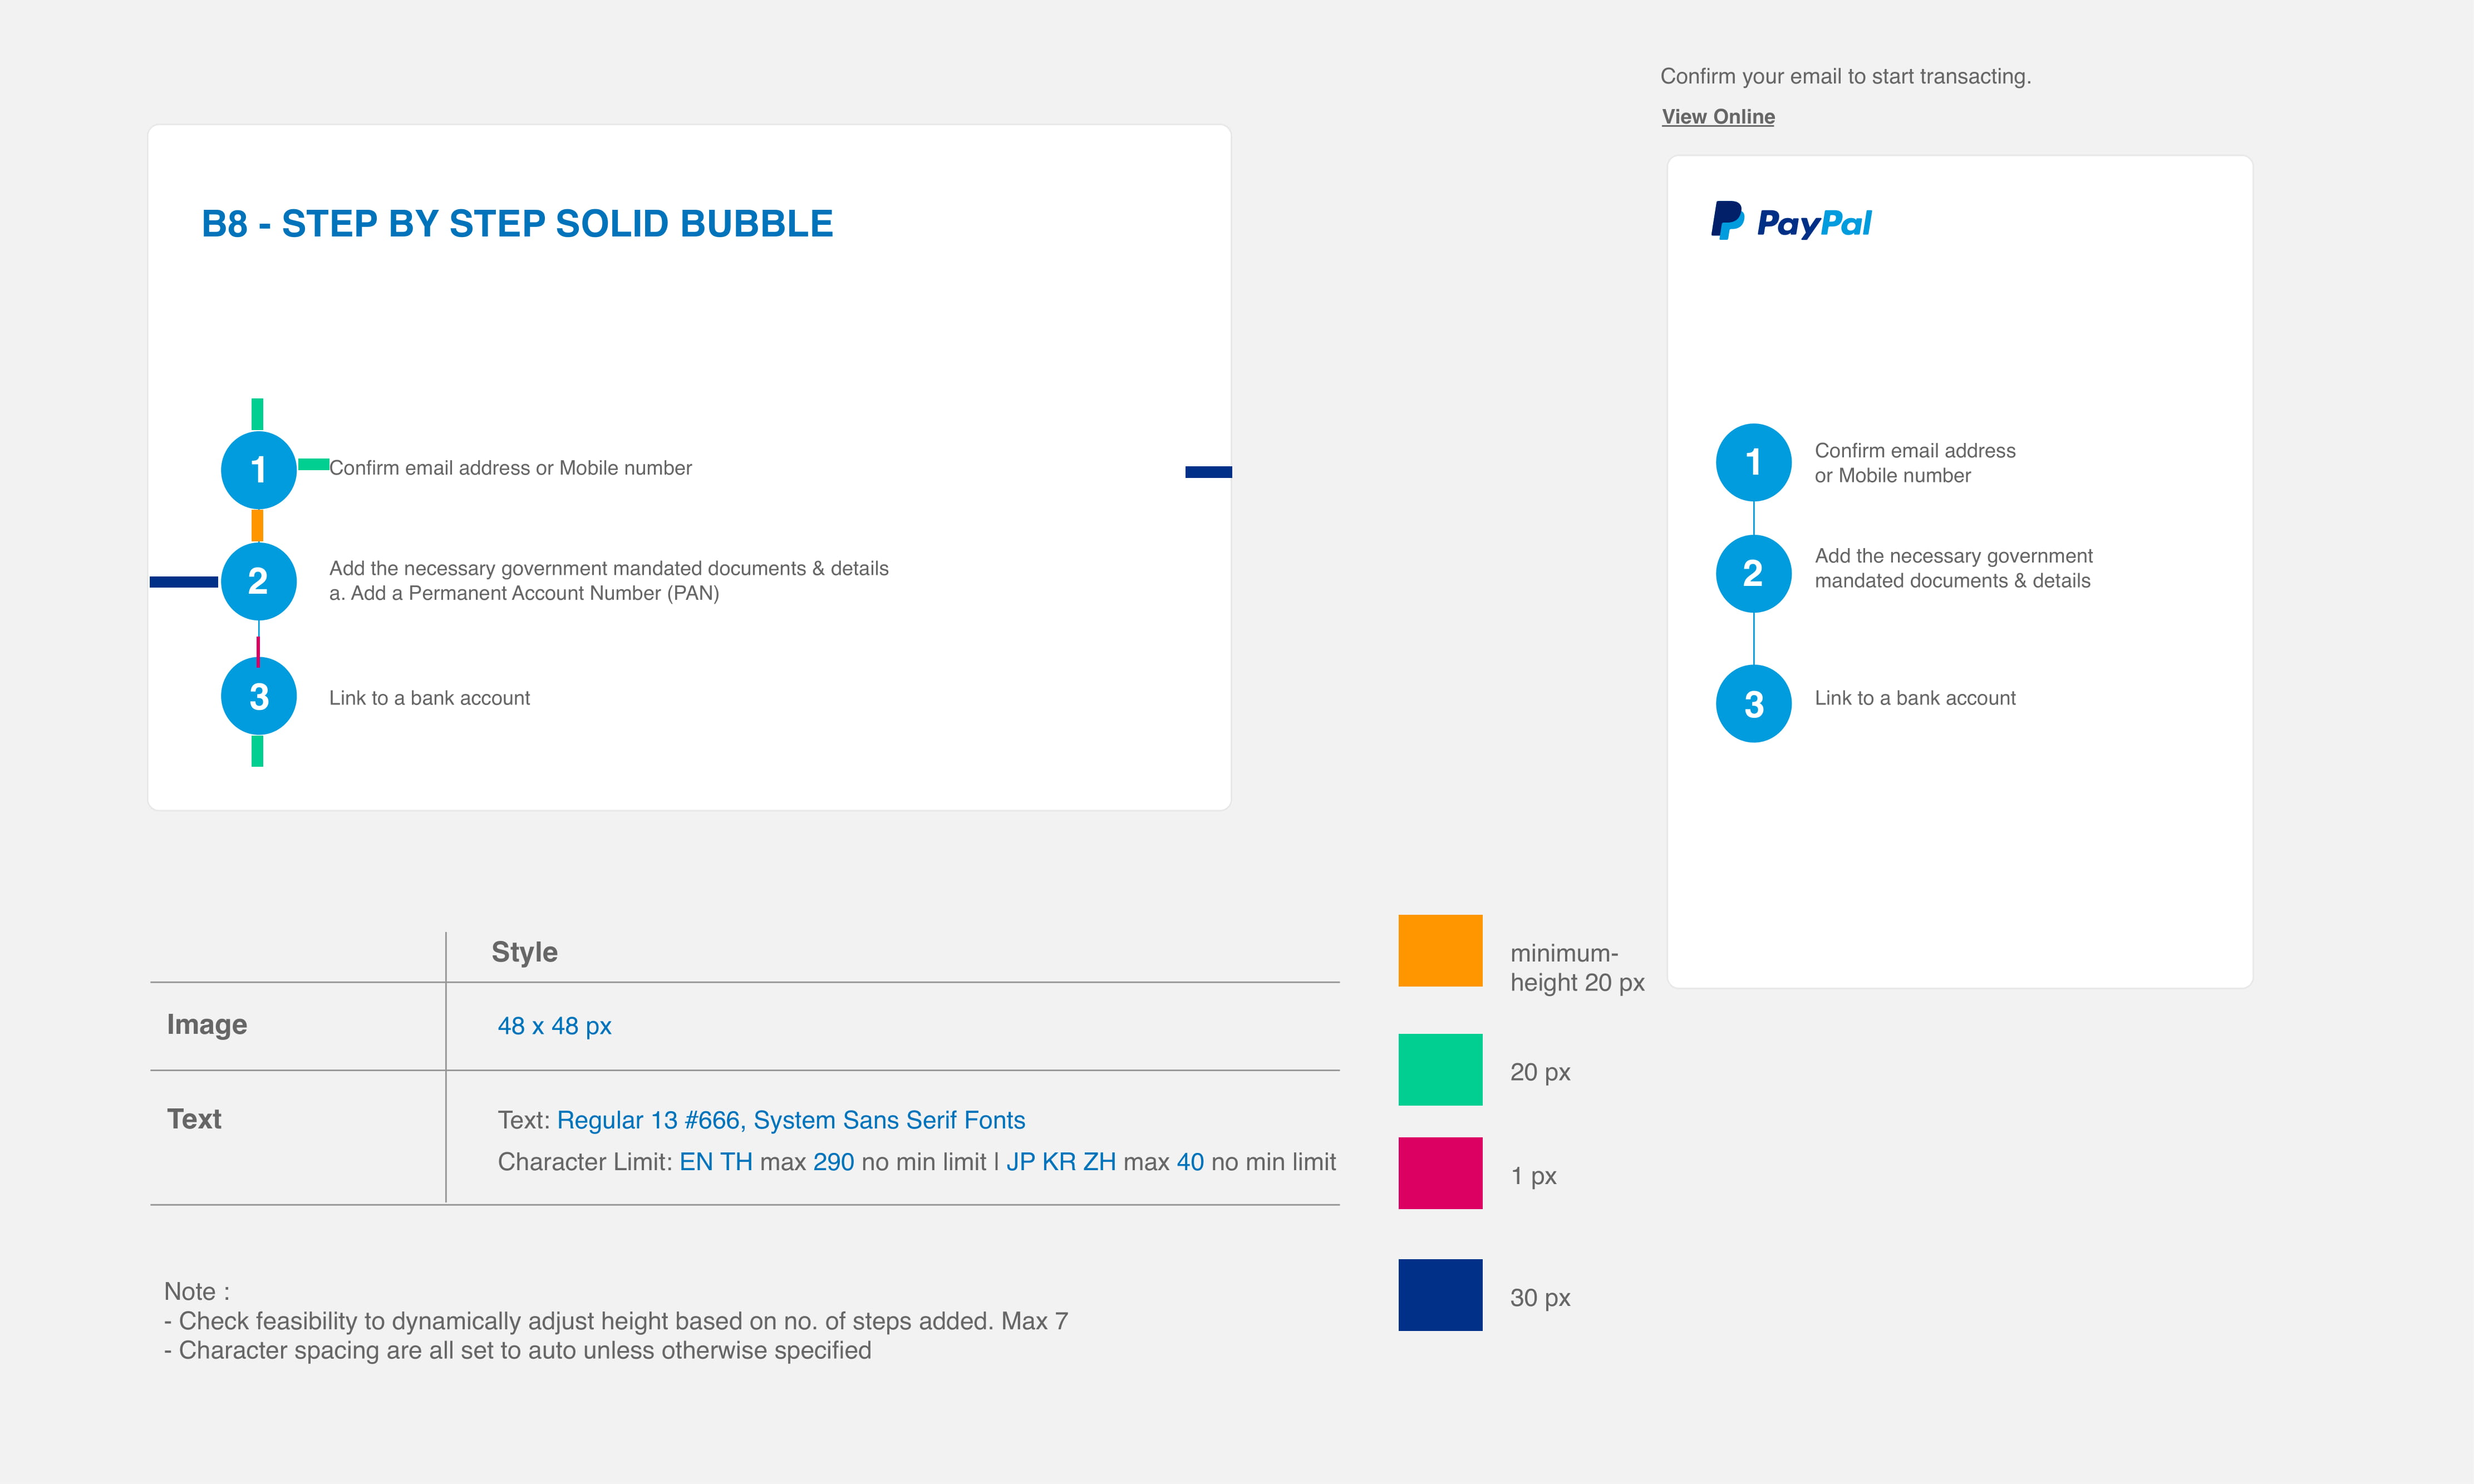 B8 - STEP BY STEP SOLID BUBBLE
1 Confirm email address or Mobile number
2 Add the necessary government mandated documents & details
a. Add a Permanent Account Number (PAN)
3 Link to a bank account
Confirm your email to start transacting.
View Online
PayPal
1 Confirm email address
or Mobile number
2 Add the necessary government
mandated documents & details
3 Link to a bank account
Style
Image 48 x 48 px
Text Text: Regular 13 #666, System Sans Serif Fonts
Character Limit: EN TH max 290 no min limit I JP KR ZH max 40 no min limit
minimum-
height 20 px
20 px
1 px
30 px
Note :
- Check feasibility to dynamically adjust height based on no. of steps added. Max 7
- Character spacing are all set to auto unless otherwise specified